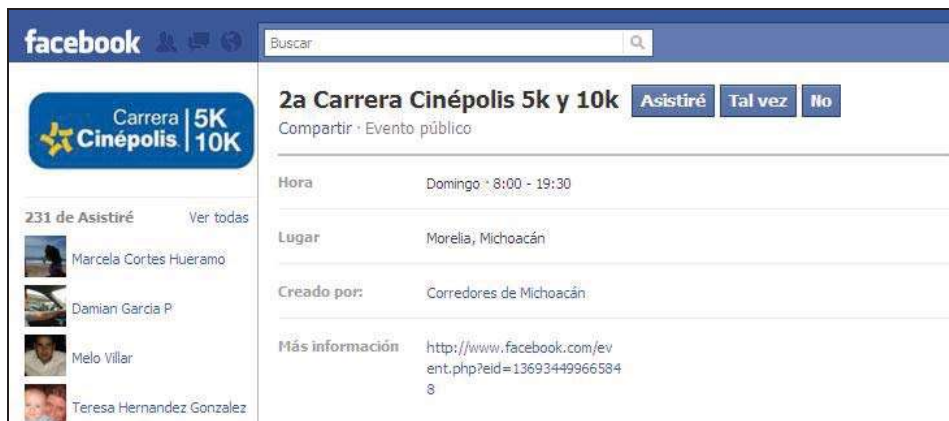 facebook
Buscar
Carrera 5K
Cinépolis 10K
231 de Asistiré Ver todas
Marcela Cortes Hueramo
Damian Garcia P
Melo Villar
Teresa Hernandez Gonzalez
2a Carrera Cinépolis 5k y 10k Asistiré Tal vez No
Compartir · Evento público
Hora Domingo · 8:00 - 19:30
Lugar Morelia, Michoacán
Creado por: Corredores de Michoacán
Más información http://www.facebook.com/ev
ent.php?eid=13693449966584
8